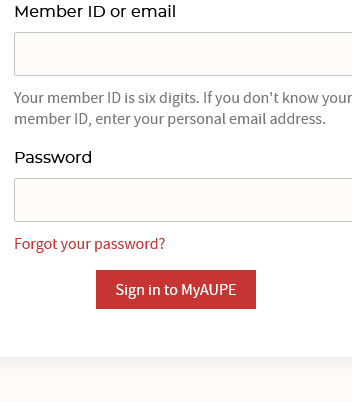 Member ID or email
Your member ID is six digits. If you don't know your
member ID, enter your personal email address.
Password
Forgot your password?
Sign in to MyAUPE